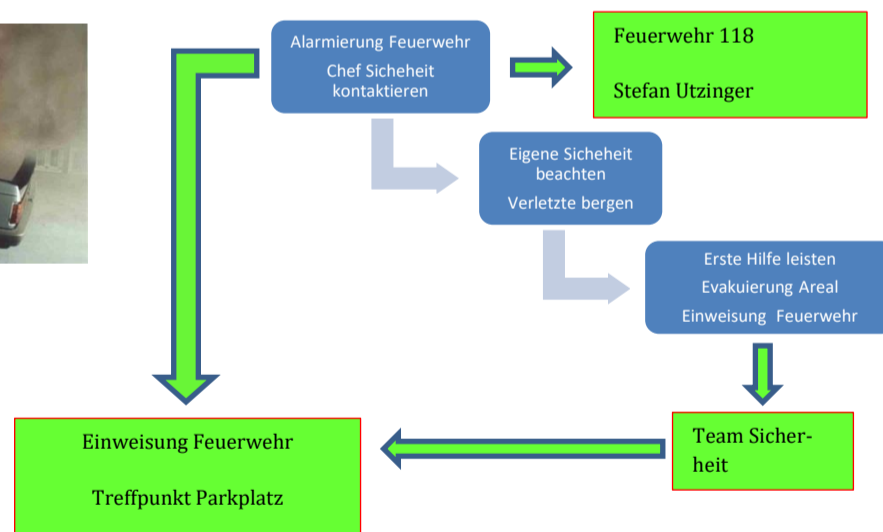 Alarmierung Feuerwehr
Chef Sicheheit
kontaktieren
Feuerwehr 118
Stefan Utzinger
Eigene Sicheheit
beachten
Verletzte bergen
Erste Hilfe leisten
Evakuierung Areal
Einweisung Feuerwehr
Einweisung Feuerwehr
Treffpunkt Parkplatz
Team Sicher-
heit